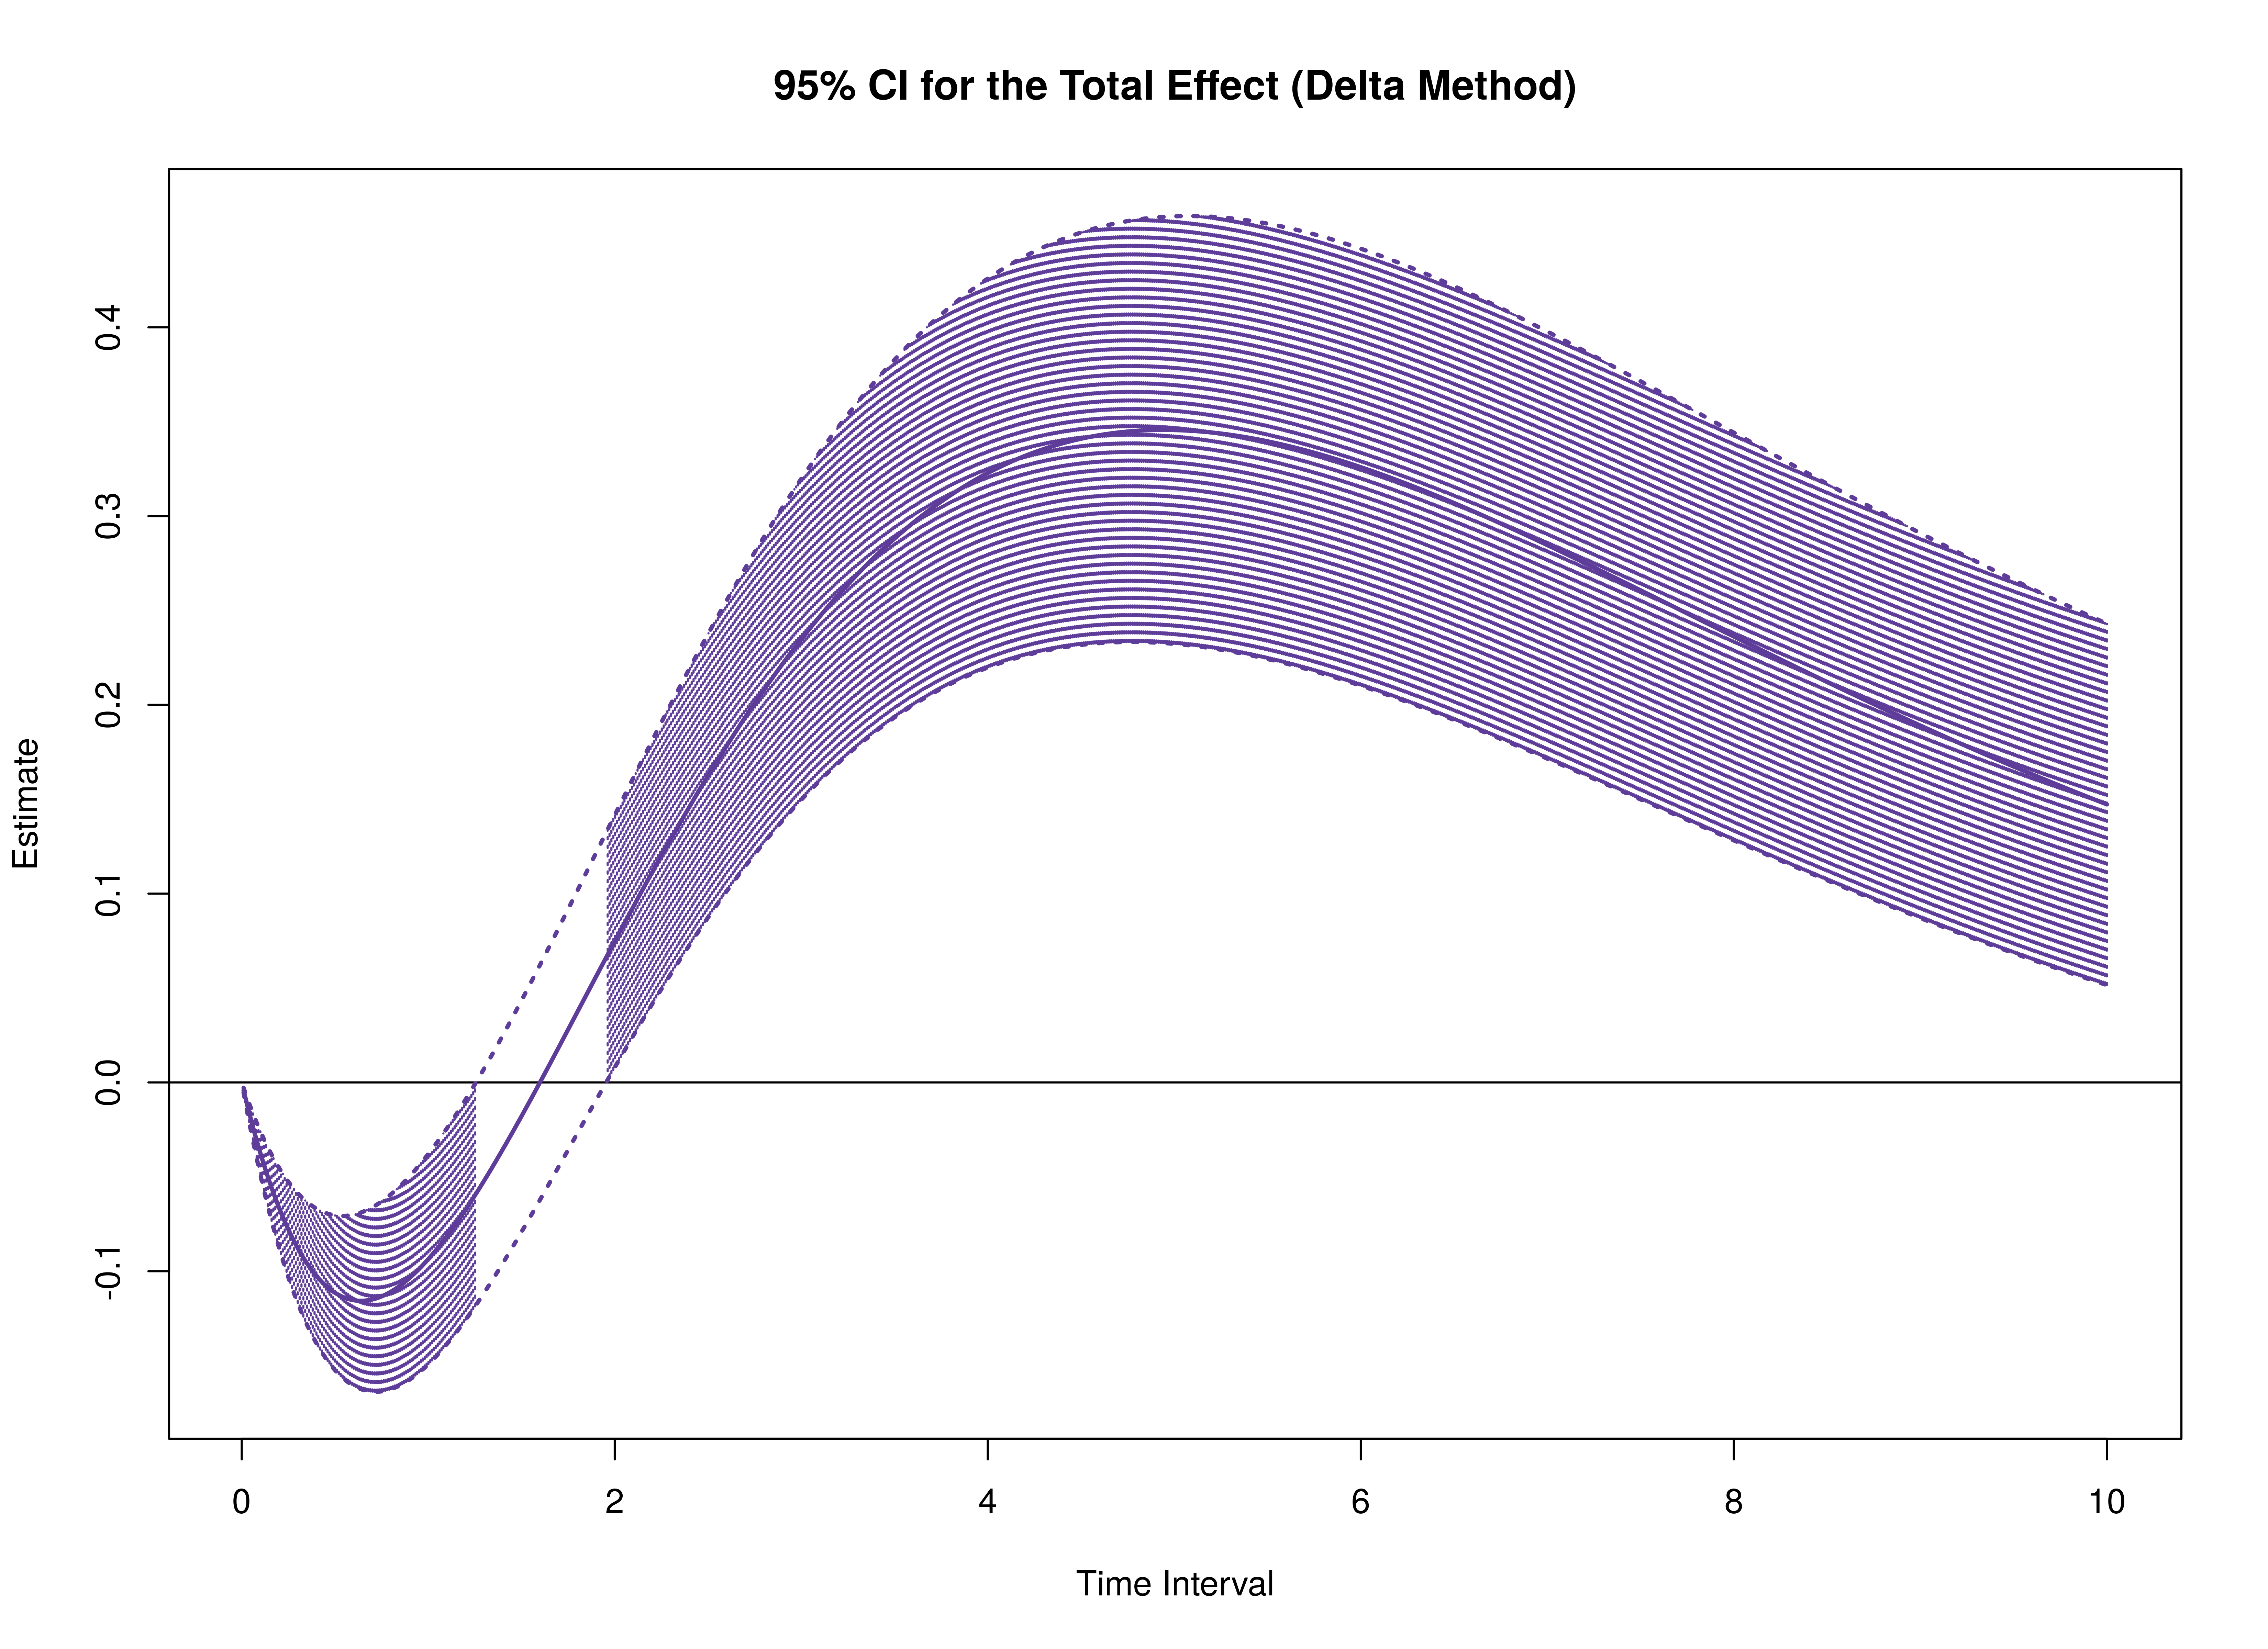 95% CI for the Total Effect (Delta Method)
Estimate
0.4
0.3
0.2
0.1
0.0
-0.1
0 2 4 6 8 10
Time Interval